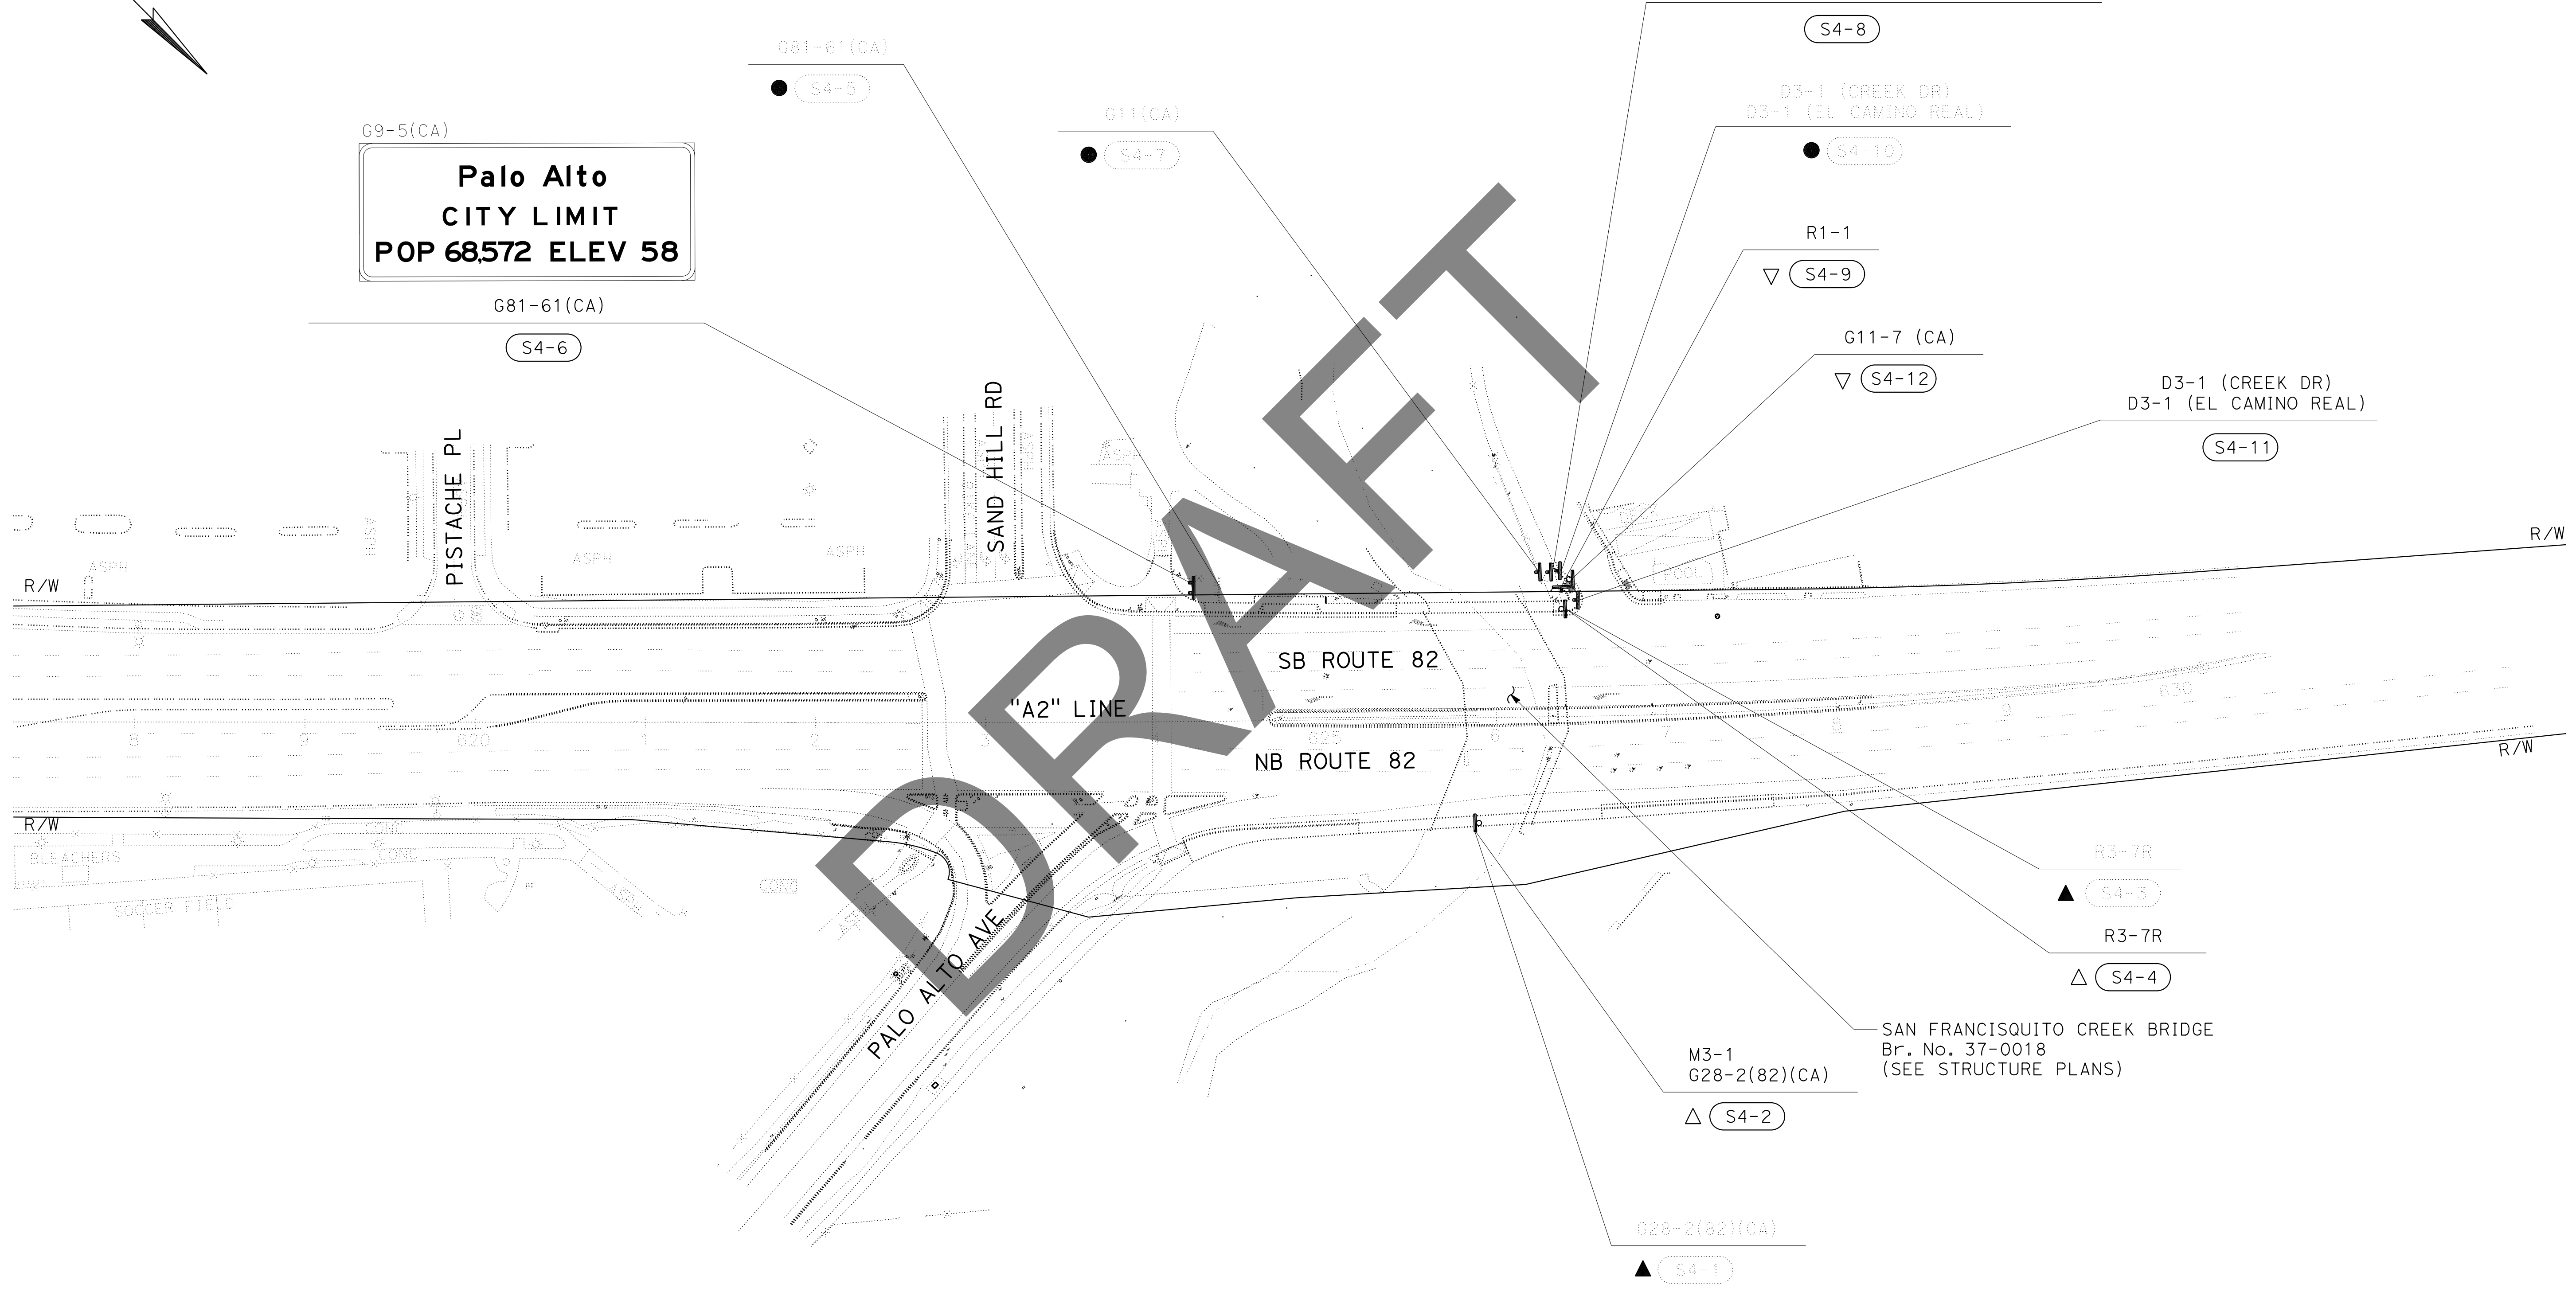 S4-8
G81-61(CA)
S4-5
G11(CA)
S4-7
D3-1 (CREEK DR)
D3-1 (EL CAMINO REAL)
S4-10
G9-5(CA)
Palo Alto
CITY LIMIT
POP 68,572 ELEV 58
G81-61(CA)
S4-6
R1-1
S4-9
G11-7 (CA)
S4-12
D3-1 (CREEK DR)
D3-1 (EL CAMINO REAL)
S4-11
PISTACHE PL
SAND HILL RD
ASPH
ASPH
ASPH
ASPH
ASPH
ASPH
DECK
POOL
R/W
R/W
SB ROUTE 82
"A2" LINE
NB ROUTE 82
8
9
620
1
2
3
4
625
6
7
8
9
630
R/W
R/W
CONC
CONC
BLEACHERS
SOCCER FIELD
ASPH
CONC
PALO ALTO AVE
DRAFT
R3-7R
S4-3
R3-7R
S4-4
SAN FRANCISQUITO CREEK BRIDGE
Br. No. 37-0018
(SEE STRUCTURE PLANS)
M3-1
G28-2(82)(CA)
S4-2
G28-2(82)(CA)
S4-1